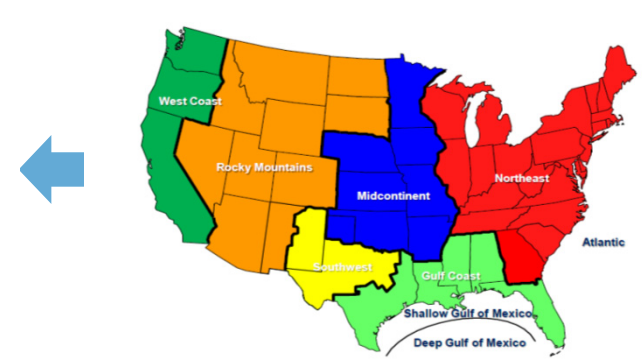 West Coast
Rocky Mountains
Northeast
Midcontinent
Atlantic
Southwest
Gulf Coast
Shallow Gulf of Mexico
Deep Gulf of Mexico